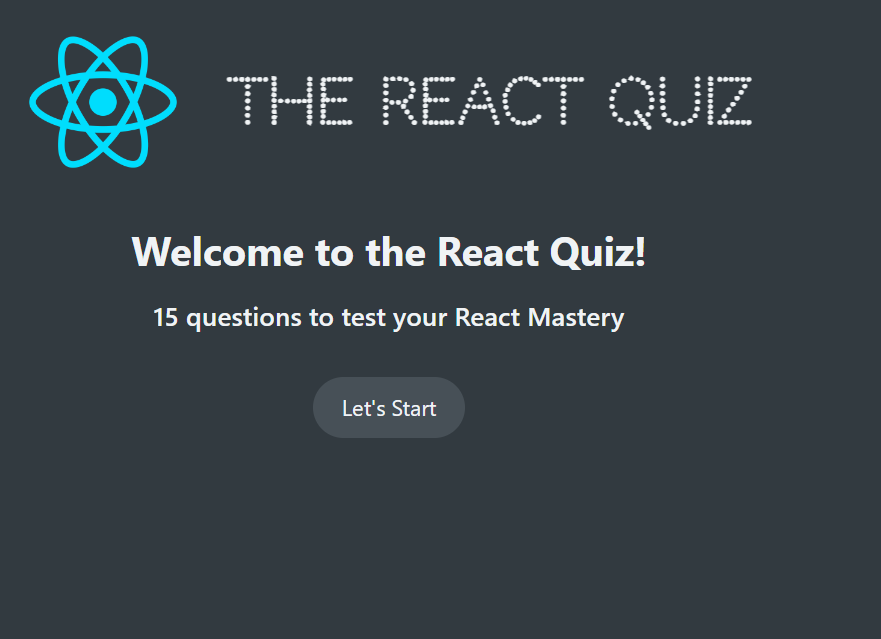 THE REACT QUIZ
Welcome to the React Quiz!
15 questions to test your React Mastery
Let's Start